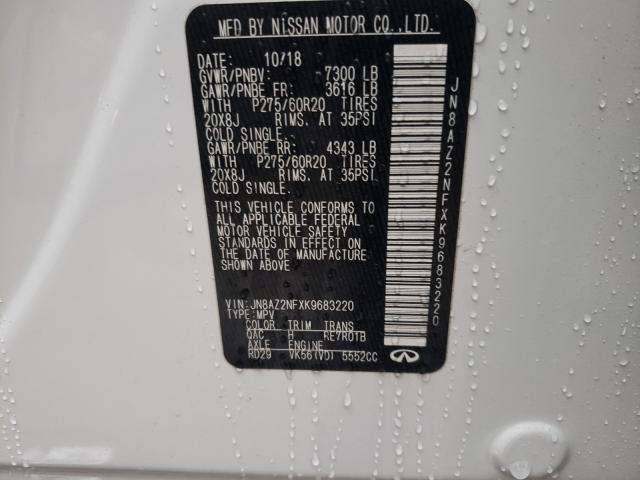 MFD BY NISSAN MOTOR CO.,LTD.
DATE: 10/18
GVWR/PNBV: 7300 LB
GAWR/PNBE FR: 3616 LB
WITH P275/60R20 TIRES
20X8J RIMS. AT 35PSI
COLD SINGLE.
GAWR/PNBE RR: 4343 LB
WITH P275/60R20 TIRES
20X8J RIMS. AT 35PSI
COLD SINGLE.
THIS VEHICLE CONFORMS TO
ALL APPLICABLE FEDERAL
MOTOR VEHICLE SAFETY
STANDARDS IN EFFECT ON
THE DATE OF MANUFACTURE
SHOWN ABOVE.
VIN:JN8AZ2NFXK9683220
TYPE:MPV
COLOR TRIM TRANS
QAC H RE7R01B
AXLE ENGINE
RD29 VK56(VD) 5552CC
JN8AZ2NFXK9683220